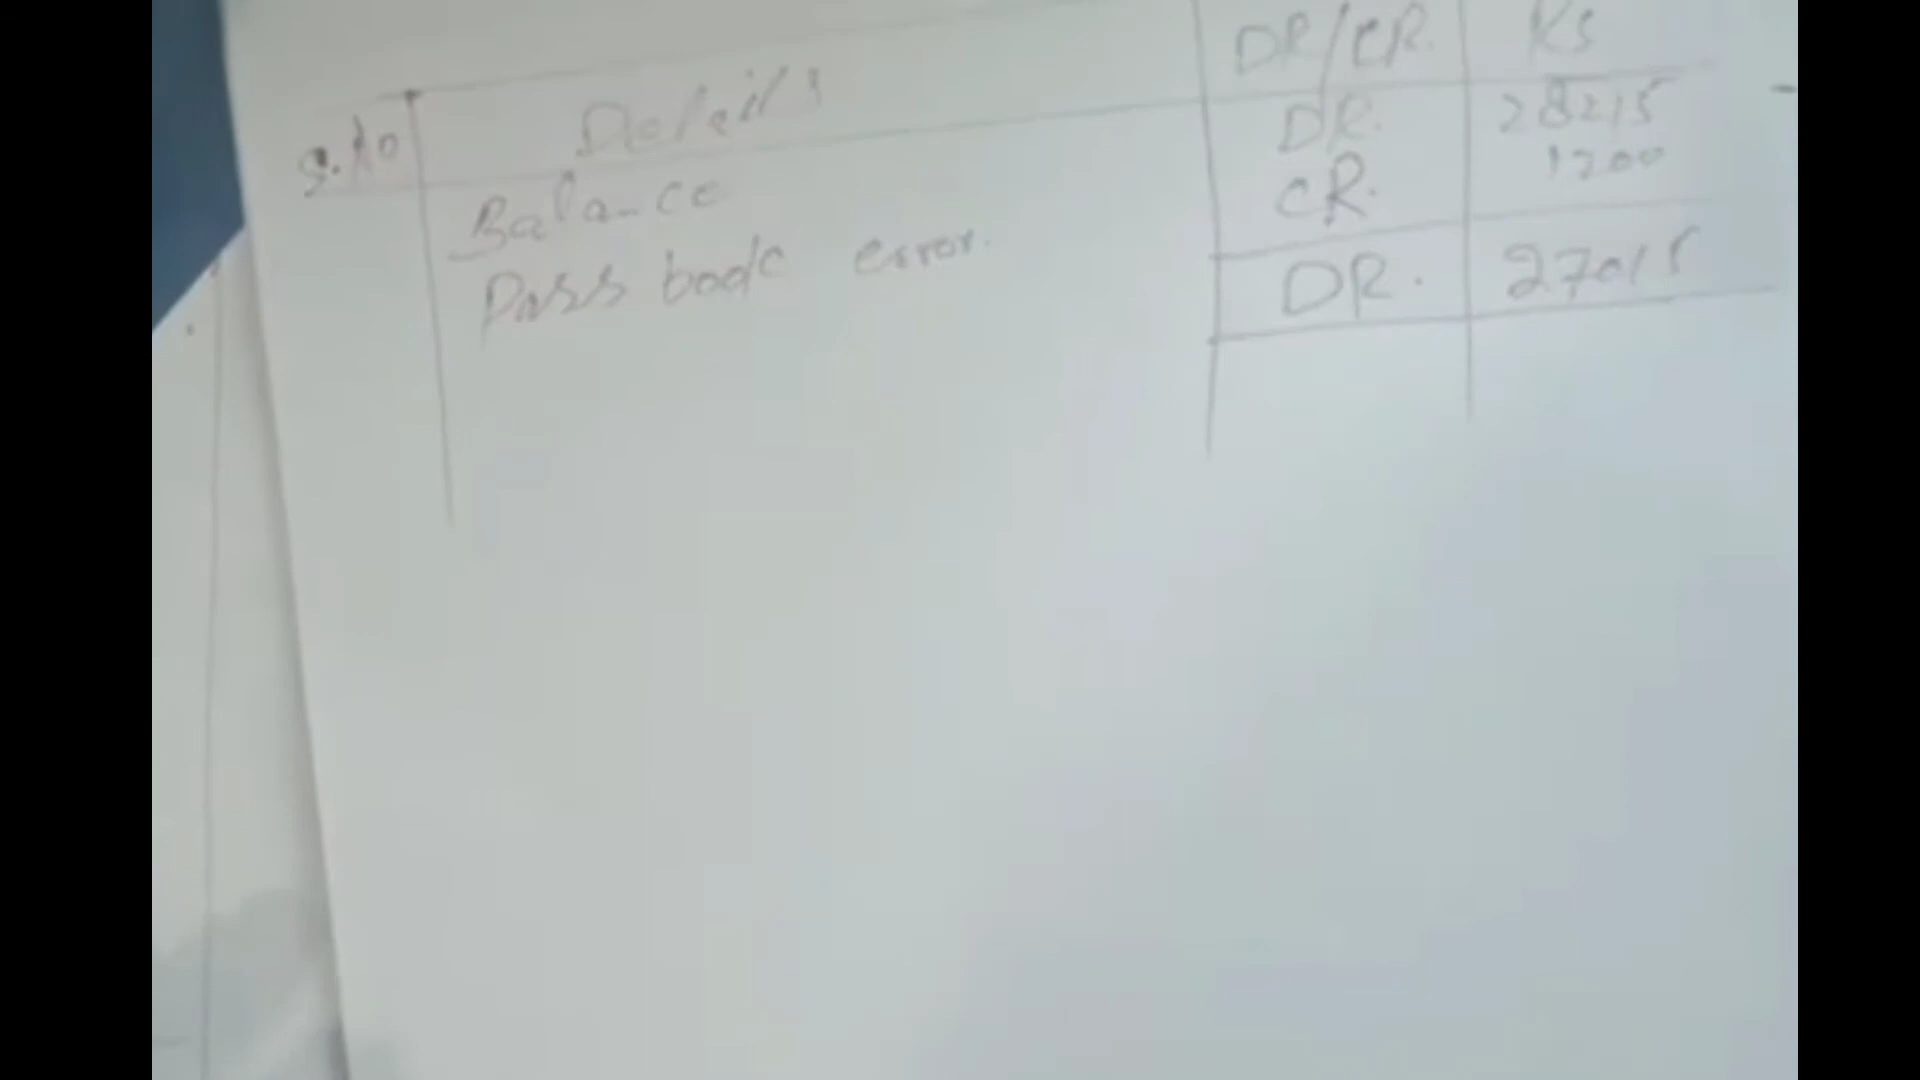 S.No Details DR/CR. Rs
Balance DR. 28215
Pass book error. CR. 1200
DR. 27015